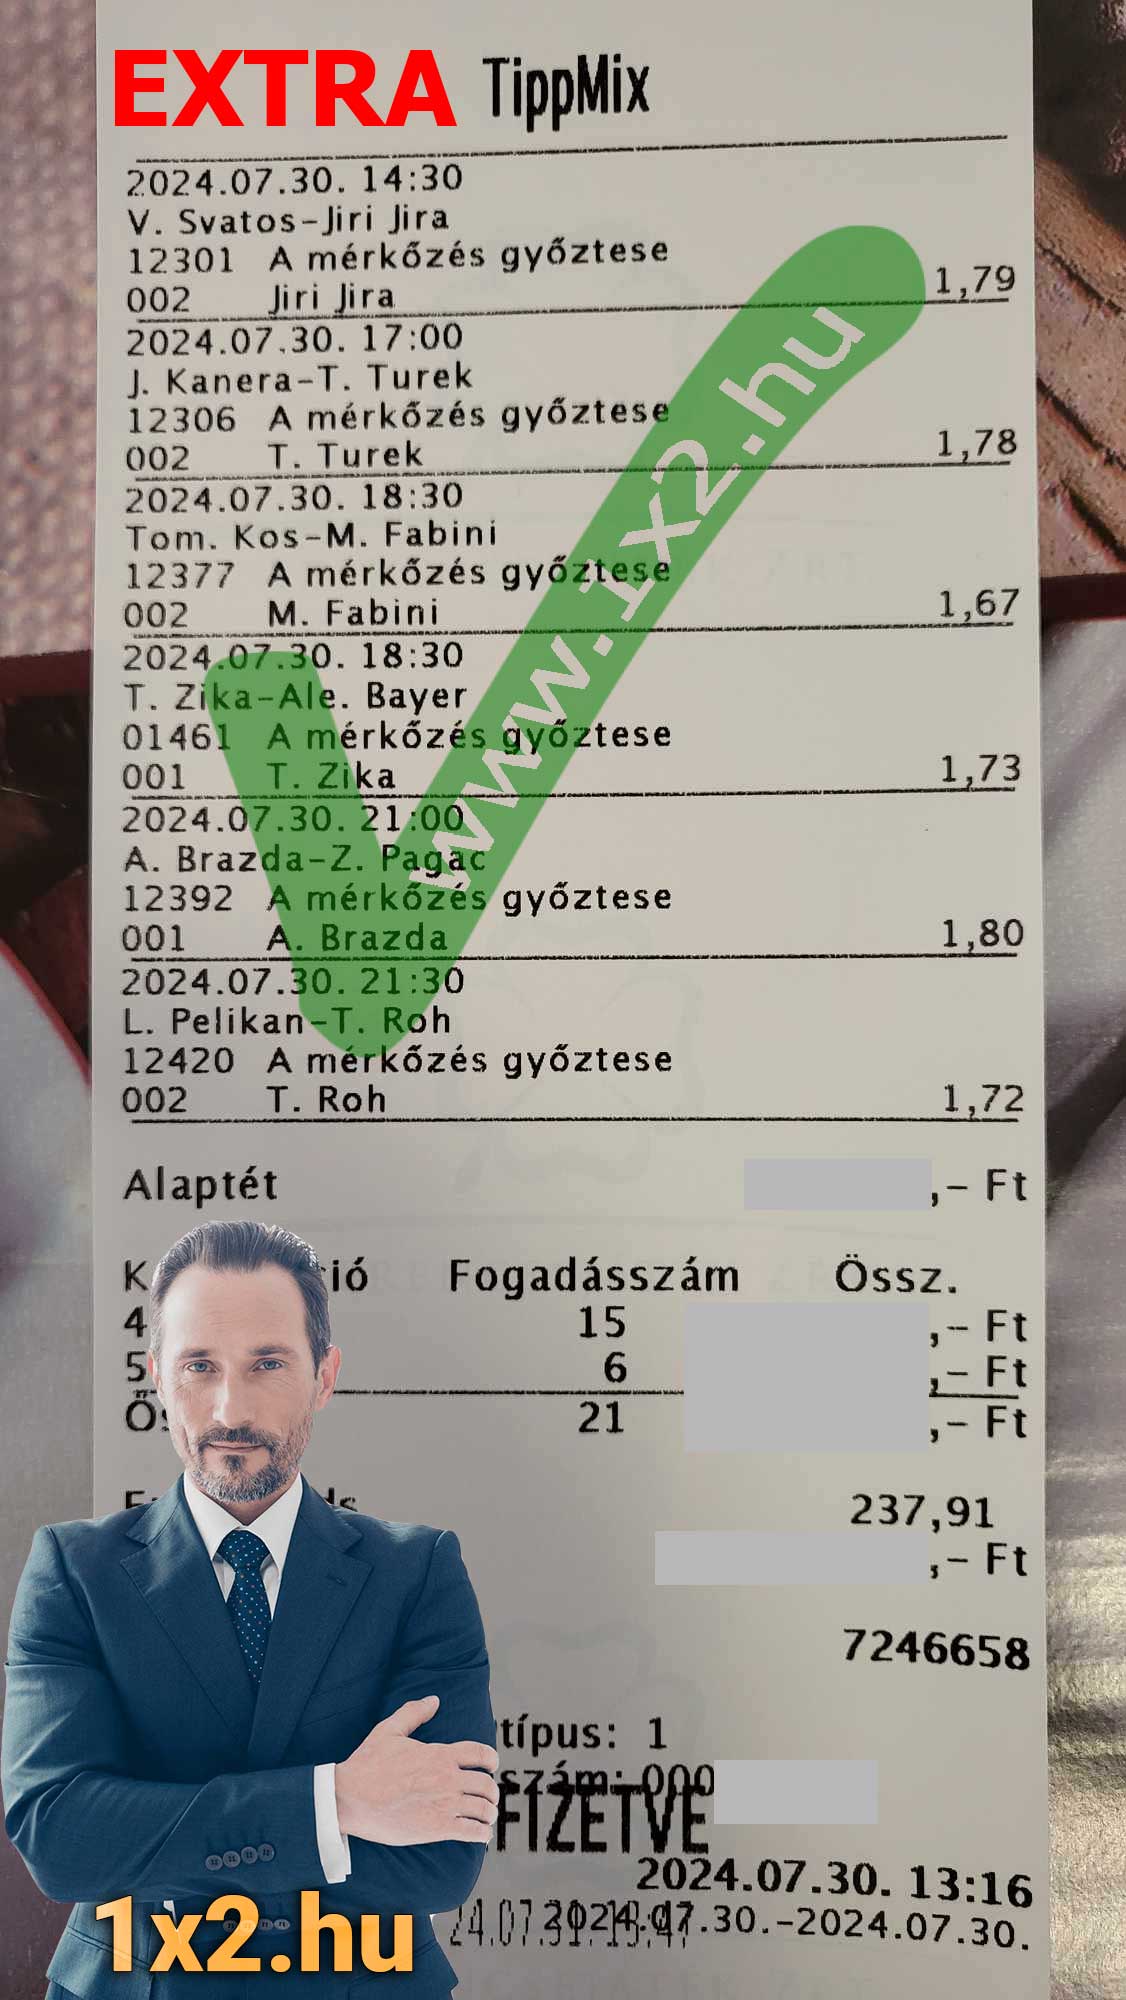 EXTRA TippMix
2024.07.30. 14:30
V. Svatos-Jiri Jira
12301 A mérkőzés győztese
002 Jiri Jira 1,79
2024.07.30. 17:00
J. Kanera-T. Turek
12306 A mérkőzés győztese
002 T. Turek 1,78
2024.07.30. 18:30
Tom. Kos-M. Fabini
12377 A mérkőzés győztese
002 M. Fabini 1,67
2024.07.30. 18:30
T. Zika-Ale. Bayer
01461 A mérkőzés győztese
001 T. Zika 1,73
2024.07.30. 21:00
A. Brazda-Z. Pagac
12392 A mérkőzés győztese
001 A. Brazda 1,80
2024.07.30. 21:30
L. Pelikan-T. Roh
12420 A mérkőzés győztese
002 T. Roh 1,72
www.1x2.hu
Alaptét ,- Ft
Fogadásszám Össz.
4 15 ,- Ft
5 6 ,- Ft
21 ,- Ft
237,91
,- Ft
7246658
típus: 1
szám: 000
FIZETVE
2024.07.30. 13:16
2024.07.30.-2024.07.30.
1x2.hu